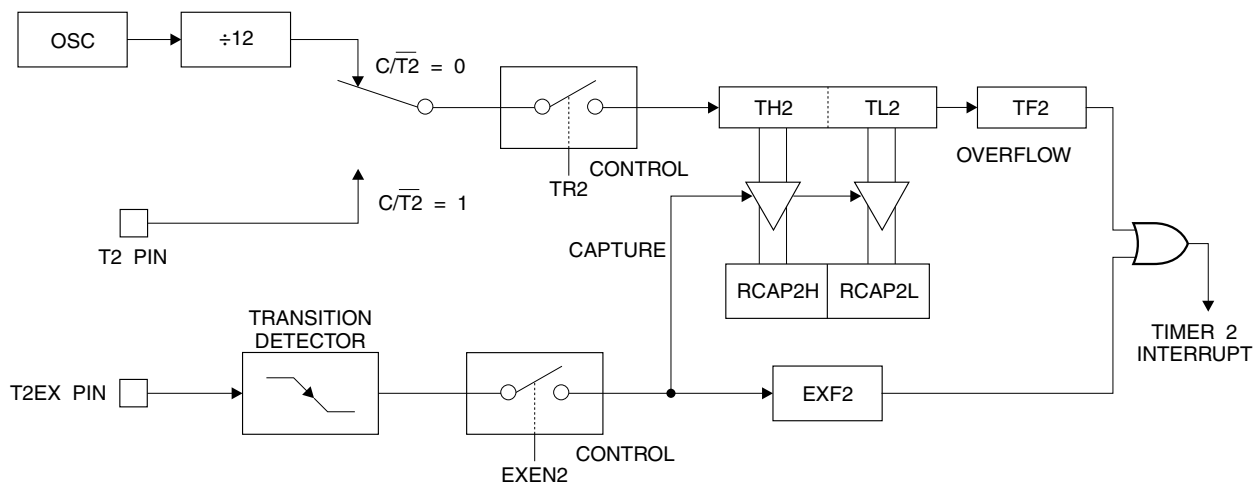 OSC
÷12
C/T2̅ = 0
TH2
TL2
TF2
OVERFLOW
CONTROL
TR2
C/T2̅ = 1
T2 PIN
CAPTURE
RCAP2H
RCAP2L
TRANSITION
DETECTOR
TIMER 2
INTERRUPT
T2EX PIN
EXF2
CONTROL
EXEN2